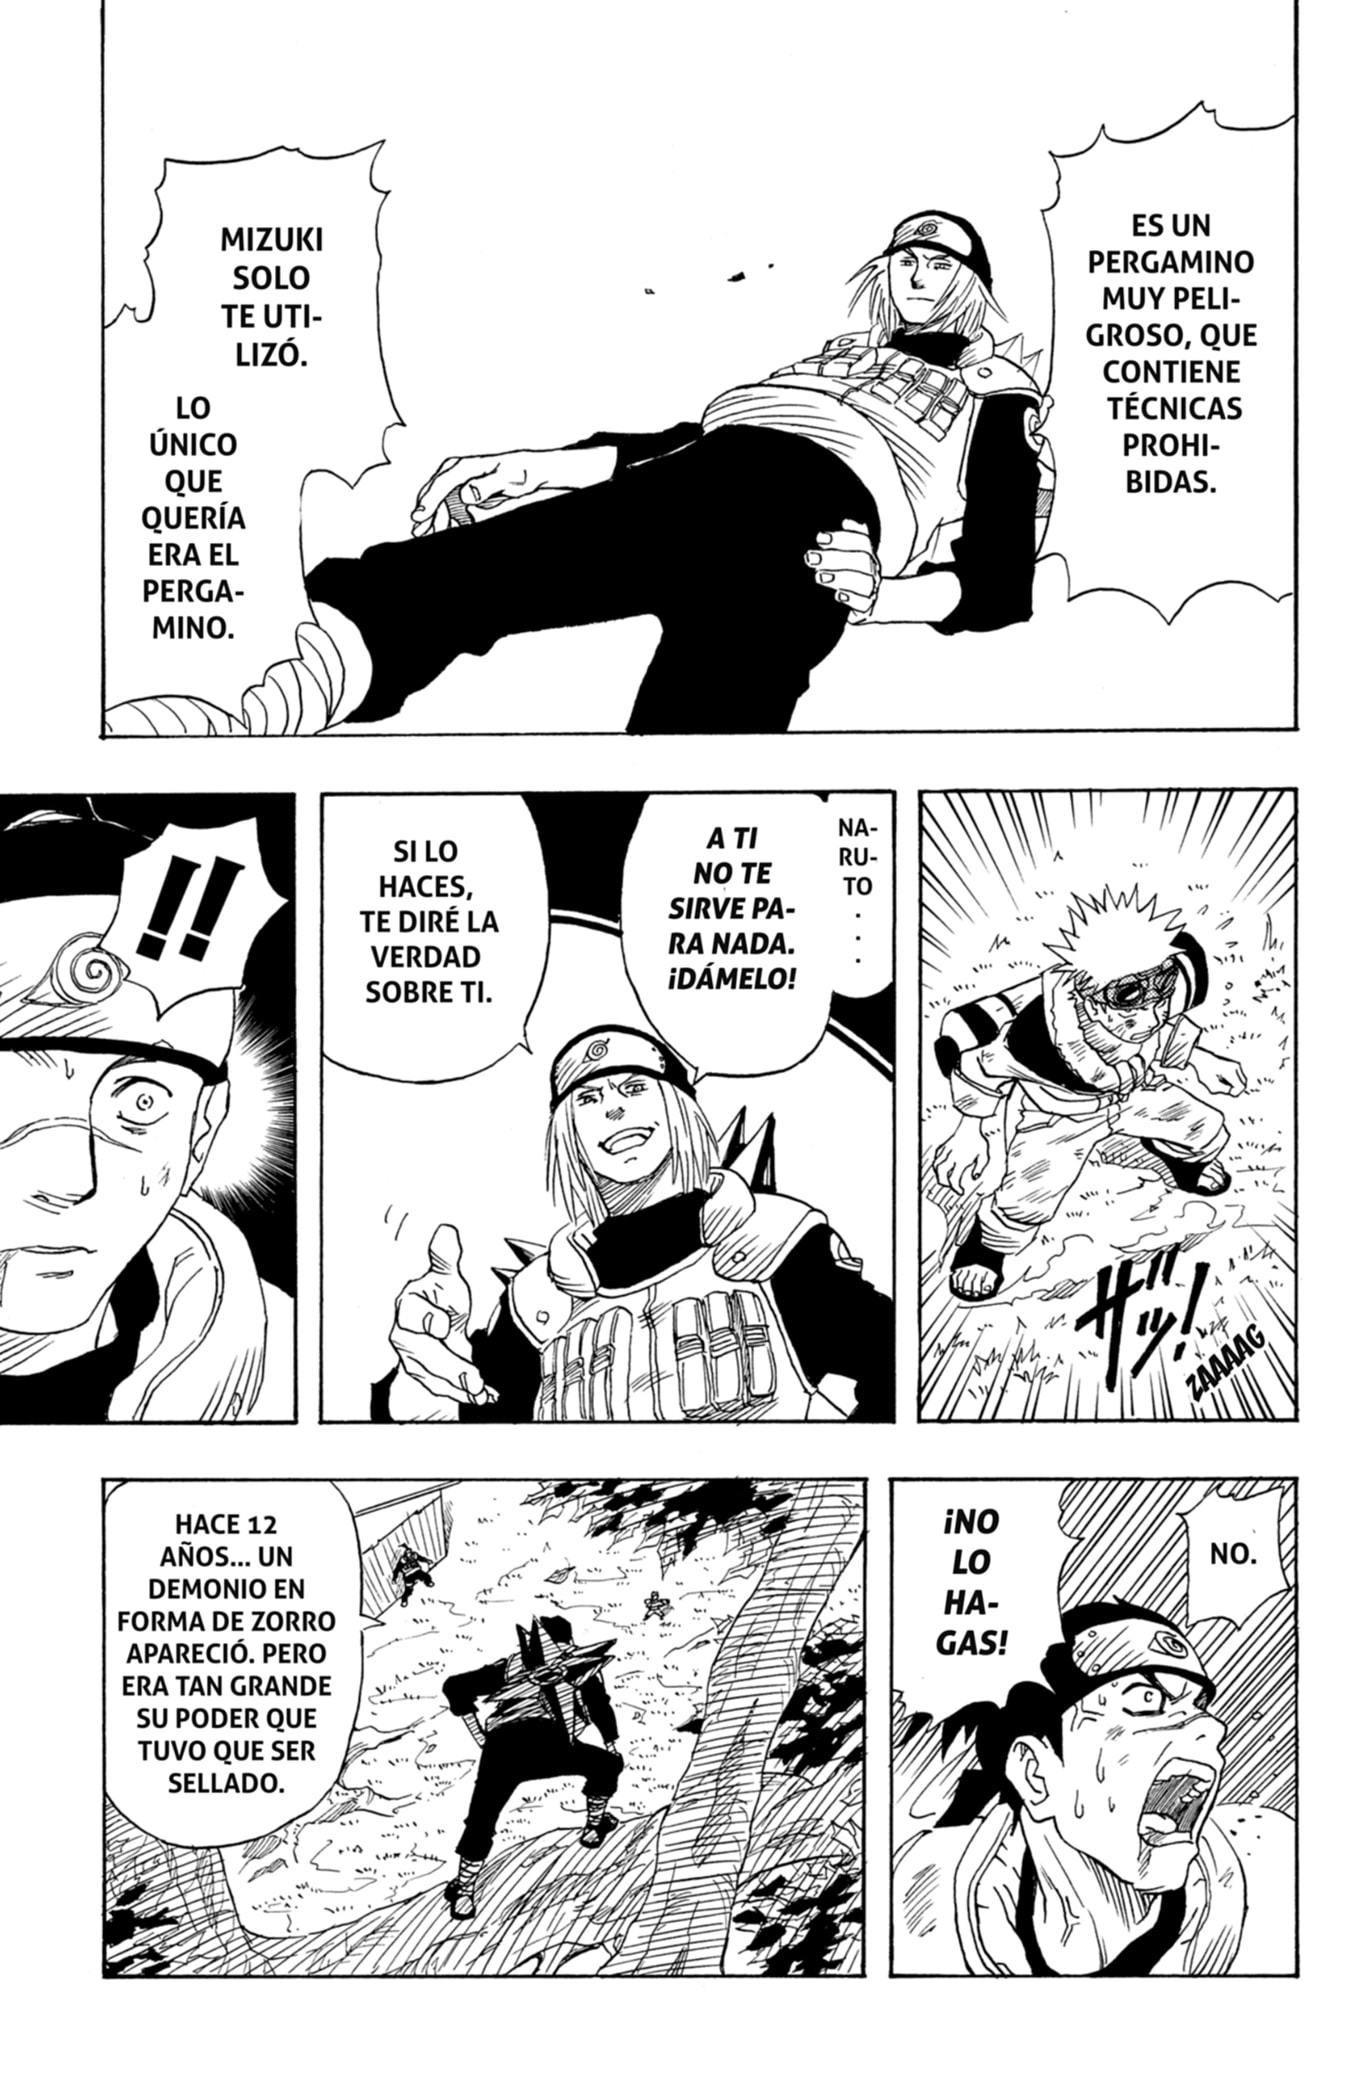 ES UN
PERGAMINO
MUY PELI-
GROSO, QUE
CONTIENE
TÉCNICAS
PROHI-
BIDAS.
MIZUKI
SOLO
TE UTI-
LIZÓ.
LO
ÚNICO
QUE
QUERÍA
ERA EL
PERGA-
MINO.
ザザッ!
ZAAAAG
NA-
RU-
TO
.
.
.
A TI
NO TE
SIRVE PA-
RA NADA.
¡DÁMELO!
SI LO
HACES,
TE DIRÉ LA
VERDAD
SOBRE TI.
!!
NO.
¡NO
LO
HA-
GAS!
HACE 12
AÑOS... UN
DEMONIO EN
FORMA DE ZORRO
APARECIÓ. PERO
ERA TAN GRANDE
SU PODER QUE
TUVO QUE SER
SELLADO.